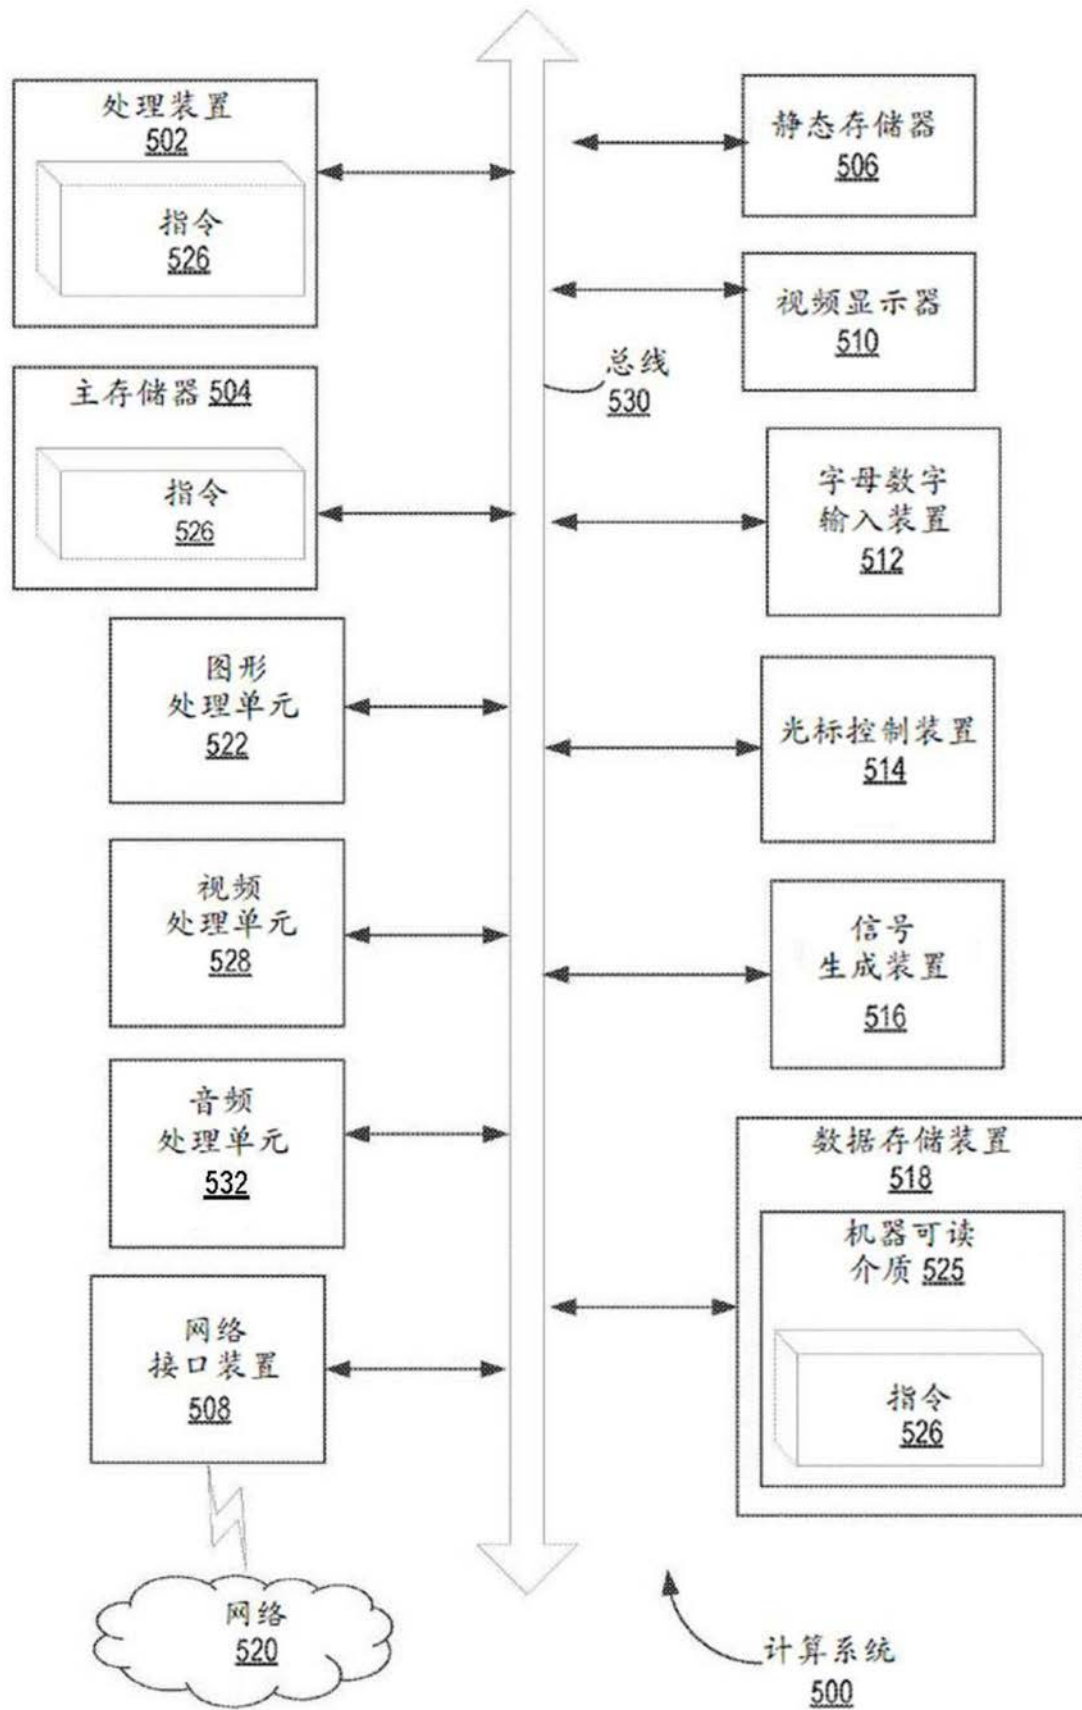 处理装置
502
指令
526
主存储器 504
指令
526
图形
处理单元
522
视频
处理单元
528
音频
处理单元
532
网络
接口装置
508
网络
520
总线
530
静态存储器
506
视频显示器
510
字母数字
输入装置
512
光标控制装置
514
信号
生成装置
516
数据存储装置
518
机器可读
介质 525
指令
526
计算系统
500